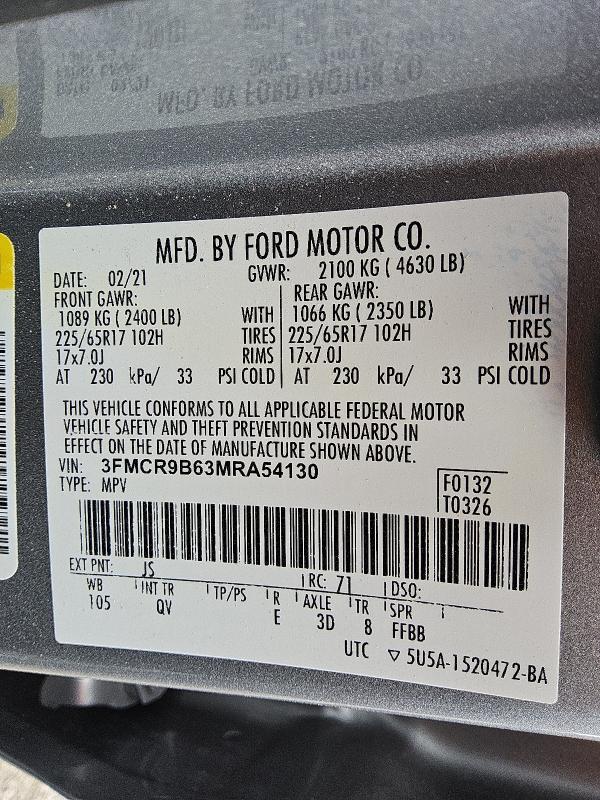 MFD. BY FORD MOTOR CO.
DATE: 02/21 GVWR: 2100 KG ( 4630 LB)
FRONT GAWR: REAR GAWR:
1089 KG ( 2400 LB) WITH 1066 KG ( 2350 LB) WITH
225/65R17 102H TIRES 225/65R17 102H TIRES
17x7.0J RIMS 17x7.0J RIMS
AT 230 kPa/ 33 PSI COLD AT 230 kPa/ 33 PSI COLD
THIS VEHICLE CONFORMS TO ALL APPLICABLE FEDERAL MOTOR
VEHICLE SAFETY AND THEFT PREVENTION STANDARDS IN
EFFECT ON THE DATE OF MANUFACTURE SHOWN ABOVE.
VIN: 3FMCR9B63MRA54130
TYPE: MPV
F0132
T0326
EXT PNT: JS RC: 71 DSO:
WB INT TR TP/PS R AXLE TR SPR
105 QV E 3D 8 FFBB
UTC ▽ 5U5A-1520472-BA